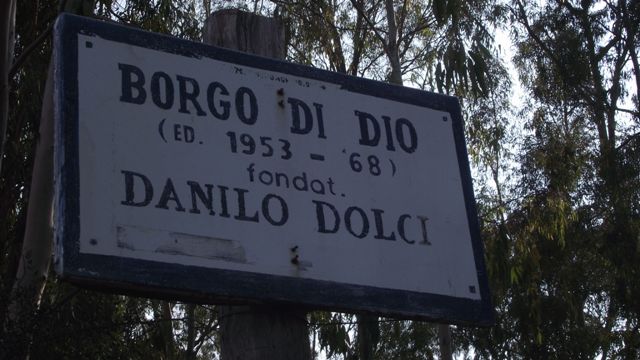 BORGO DI DIO
(ED. 1953 - '68)
fondat.
DANILO DOLCI